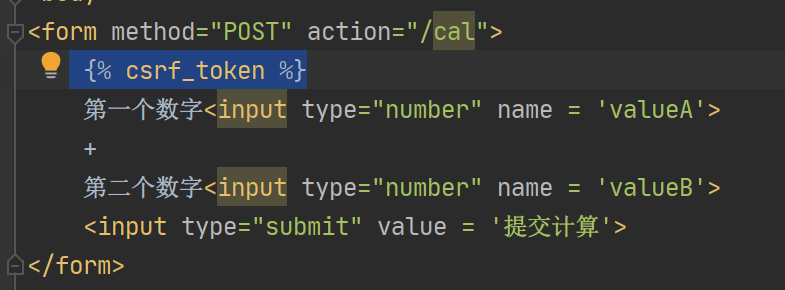 <form method="POST" action="/cal">
{% csrf_token %}
第一个数字<input type="number" name = 'valueA'>
+
第二个数字<input type="number" name = 'valueB'>
<input type="submit" value = '提交计算'>
</form>